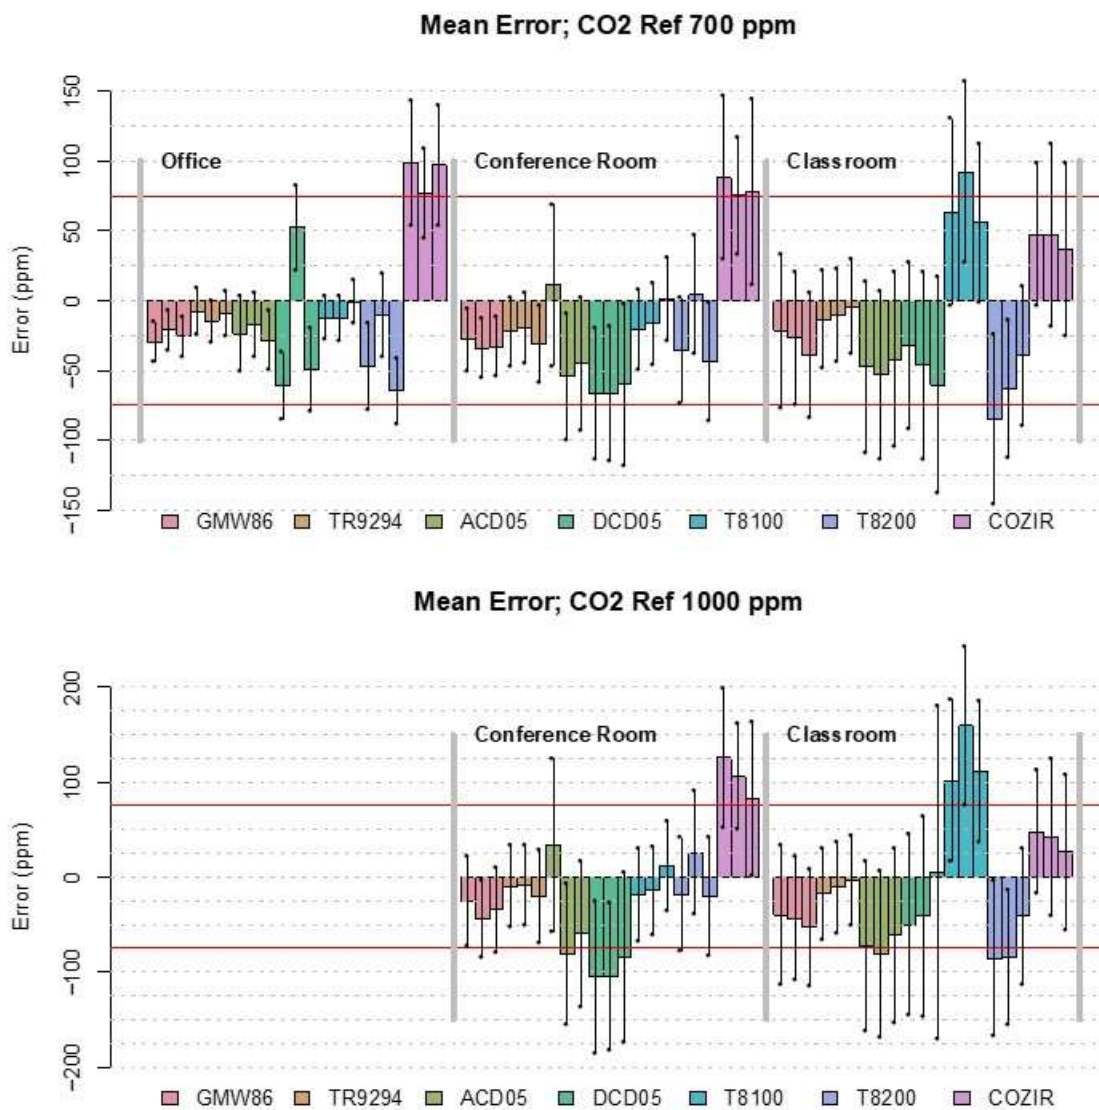 Mean Error; CO2 Ref 700 ppm
150
100
50
0
−50
−100
−150
Error (ppm)
Office
Conference Room
Classroom
GMW86 TR9294 ACD05 DCD05 T8100 T8200 COZIR
Mean Error; CO2 Ref 1000 ppm
200
100
0
−100
−200
Error (ppm)
Conference Room
Classroom
GMW86 TR9294 ACD05 DCD05 T8100 T8200 COZIR